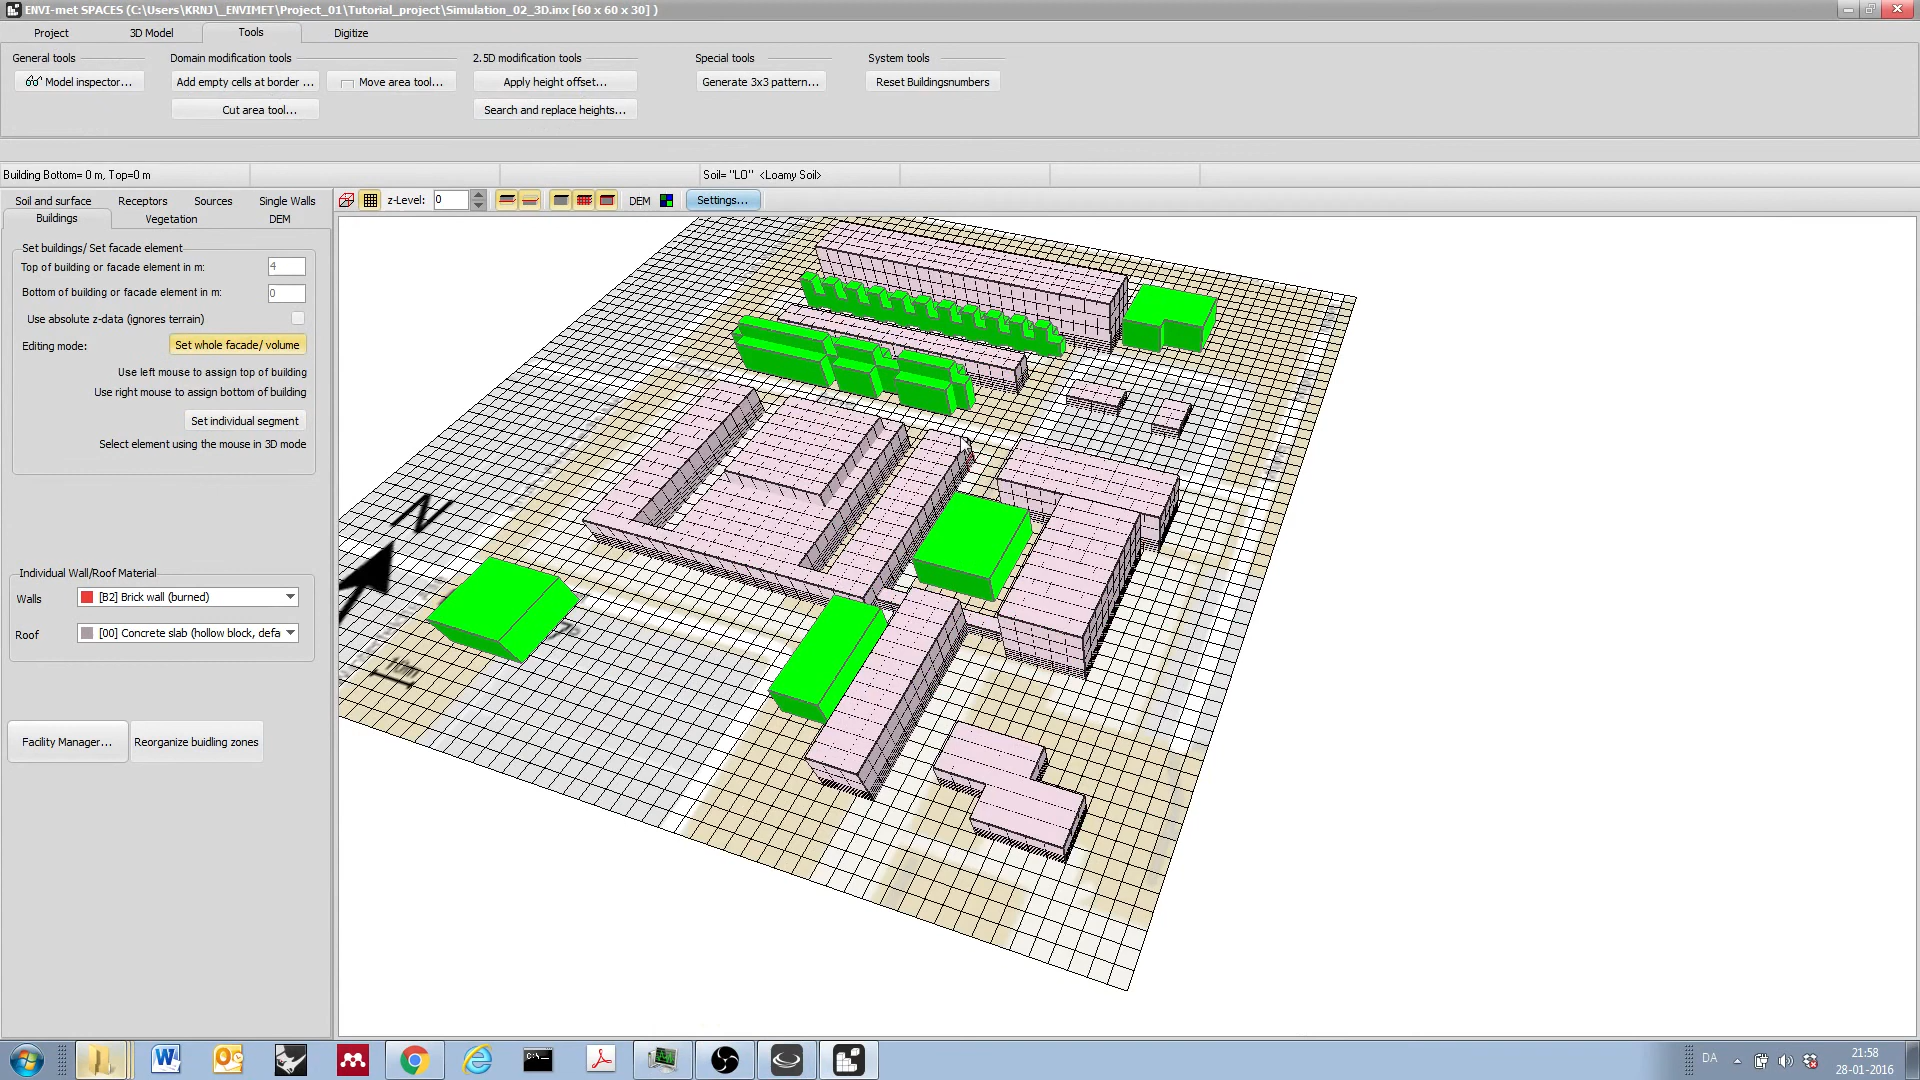 ENVI-met SPACES (C:\Users\KRNJ\_ENVIMET\Project_01\Tutorial_project\Simulation_02_3D.inx [60 x 60 x 30] )
Project 3D Model Tools Digitize
General tools Domain modification tools 2.5D modification tools Special tools System tools
Model inspector... Add empty cells at border ... Move area tool... Apply height offset... Generate 3x3 pattern... Reset Buildingsnumbers
Cut area tool... Search and replace heights...
Building Bottom= 0 m, Top=0 m Soil= "LO" <Loamy Soil>
Soil and surface Receptors Sources Single Walls
z-Level: 0 DEM Settings...
Buildings Vegetation DEM
Set buildings/ Set facade element
Top of building or facade element in m: 4
Bottom of building or facade element in m: 0
Use absolute z-data (ignores terrain)
Editing mode: Set whole facade/ volume
Use left mouse to assign top of building
Use right mouse to assign bottom of building
Set individual segment
Select element using the mouse in 3D mode
N
10m
Individual Wall/Roof Material
Walls [B2] Brick wall (burned)
Roof [00] Concrete slab (hollow block, defa
Facility Manager... Reorganize buidling zones
DA
21:58
28-01-2016